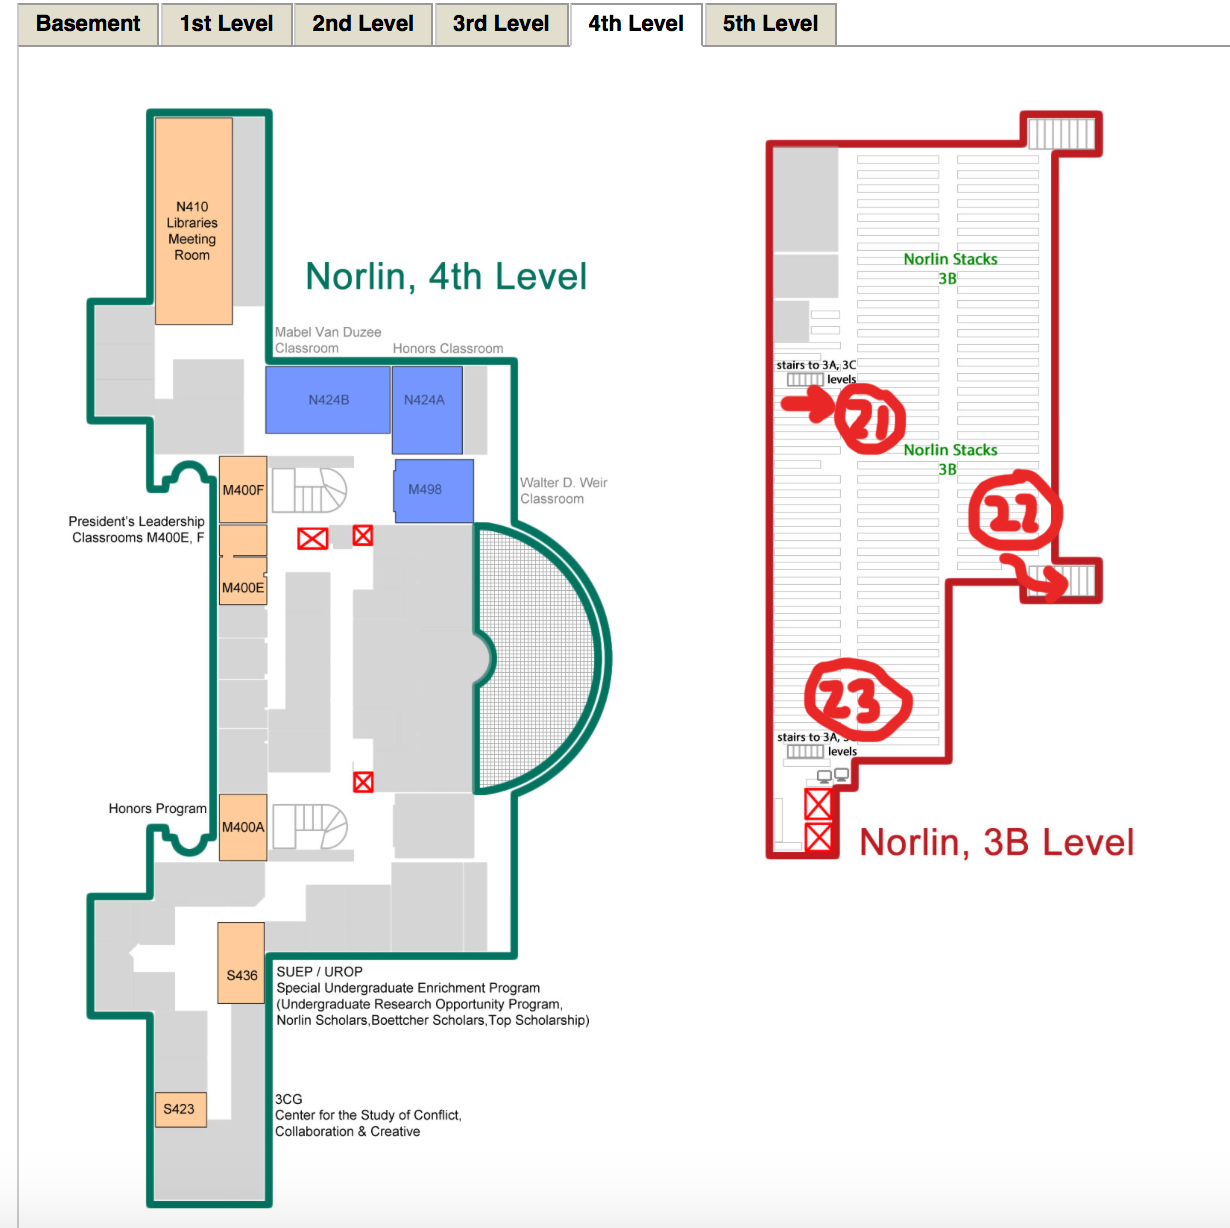 Basement
1st Level
2nd Level
3rd Level
4th Level
5th Level
N410
Libraries
Meeting
Room
Norlin, 4th Level
Mabel Van Duzee
Classroom
Honors Classroom
N424B
N424A
M498
Walter D. Weir
Classroom
M400F
President's Leadership
Classrooms M400E, F
M400E
Honors Program
M400A
S436
SUEP / UROP
Special Undergraduate Enrichment Program
(Undergraduate Research Opportunity Program,
Norlin Scholars,Boettcher Scholars,Top Scholarship)
S423
3CG
Center for the Study of Conflict,
Collaboration & Creative
Norlin Stacks
3B
stairs to 3A, 3C
levels
21
Norlin Stacks
3B
22
23
stairs to 3A,
levels
Norlin, 3B Level